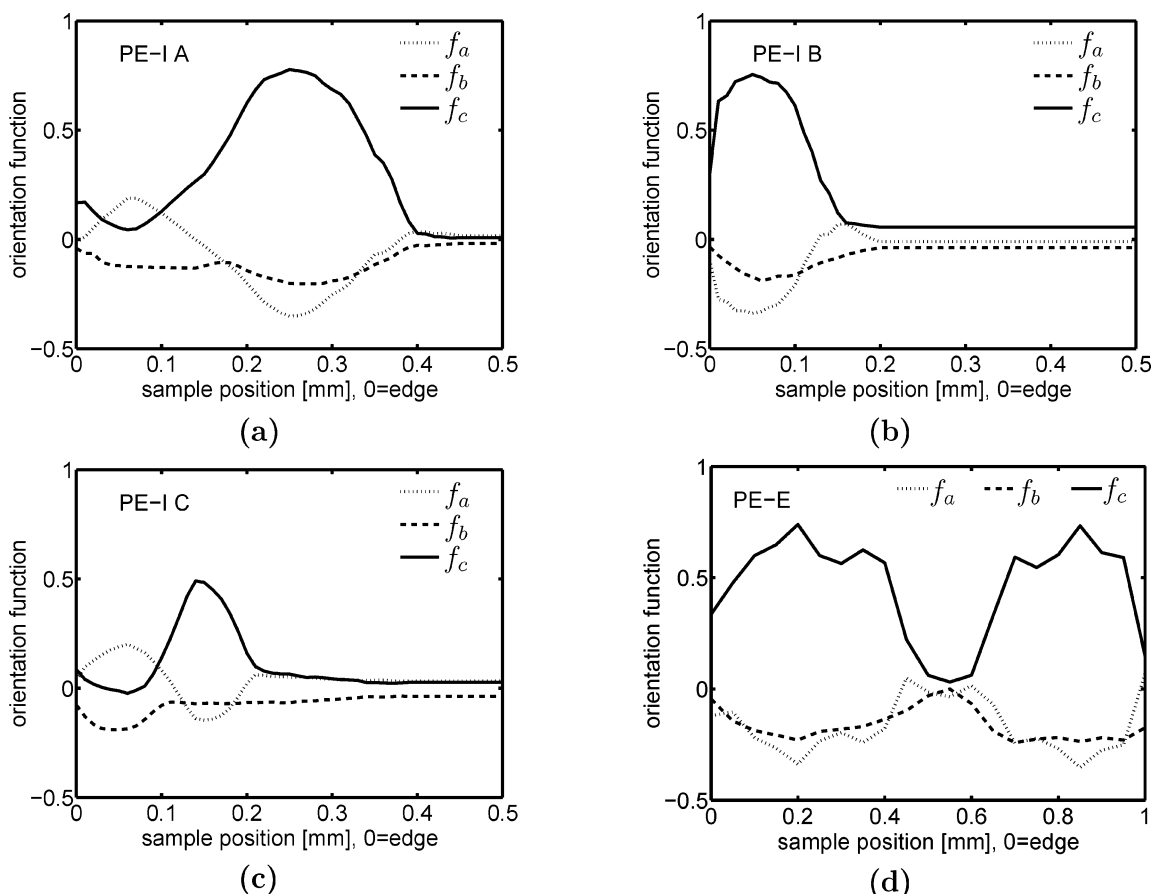 PE−I A
f_a
f_b
f_c
1
0.5
0
−0.5
orientation function
0 0.1 0.2 0.3 0.4 0.5
sample position [mm], 0=edge
(a)
PE−I B
f_a
f_b
f_c
1
0.5
0
−0.5
orientation function
0 0.1 0.2 0.3 0.4 0.5
sample position [mm], 0=edge
(b)
PE−I C
f_a
f_b
f_c
1
0.5
0
−0.5
orientation function
0 0.1 0.2 0.3 0.4 0.5
sample position [mm], 0=edge
(c)
PE−E f_a f_b f_c
1
0.5
0
−0.5
orientation function
0 0.2 0.4 0.6 0.8 1
sample position [mm], 0=edge
(d)